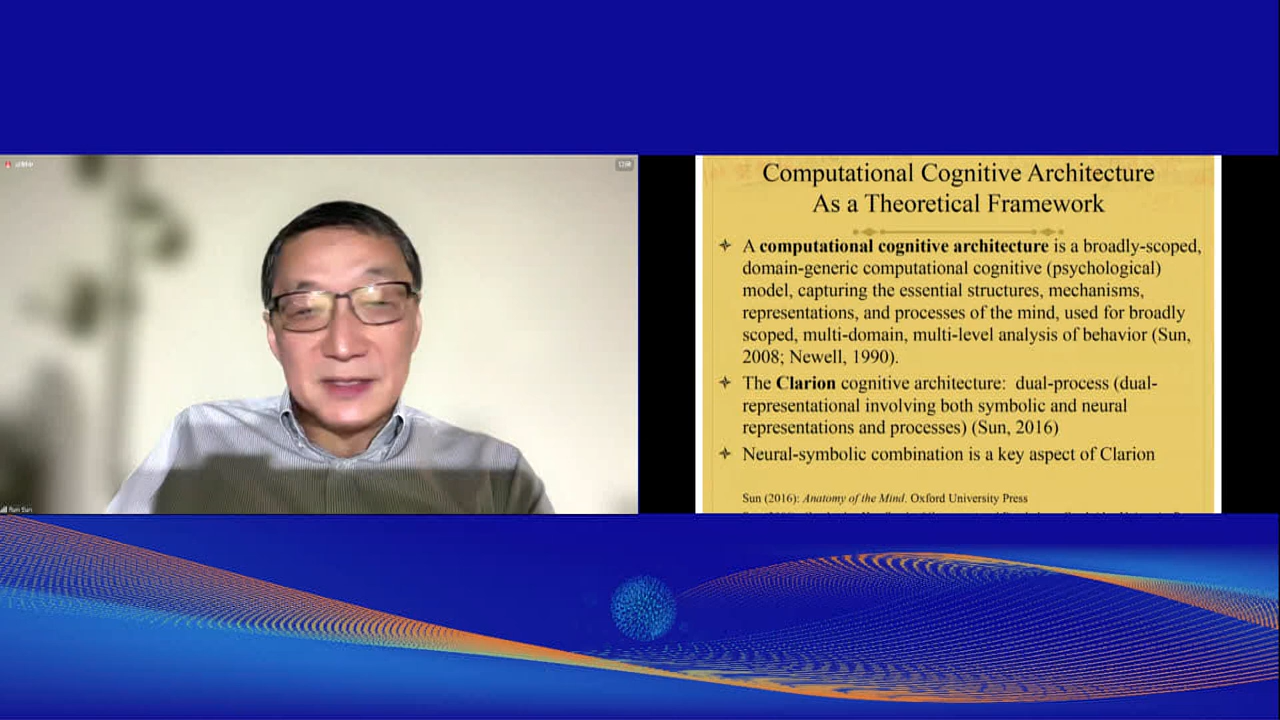 Ron Sun
Computational Cognitive Architecture
As a Theoretical Framework
A computational cognitive architecture is a broadly-scoped,
domain-generic computational cognitive (psychological)
model, capturing the essential structures, mechanisms,
representations, and processes of the mind, used for broadly
scoped, multi-domain, multi-level analysis of behavior (Sun,
2008; Newell, 1990).
The Clarion cognitive architecture: dual-process (dual-
representational involving both symbolic and neural
representations and processes) (Sun, 2016)
Neural-symbolic combination is a key aspect of Clarion
Sun (2016): Anatomy of the Mind. Oxford University Press